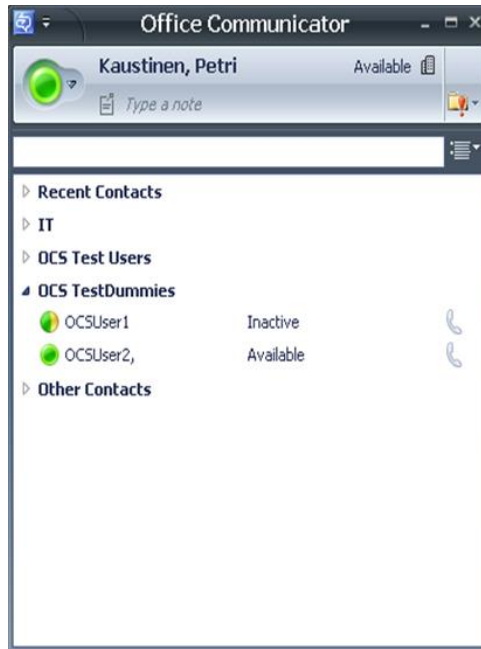 Office Communicator
Kaustinen, Petri Available
Type a note
Recent Contacts
IT
OCS Test Users
OCS TestDummies
OCSUser1 Inactive
OCSUser2, Available
Other Contacts